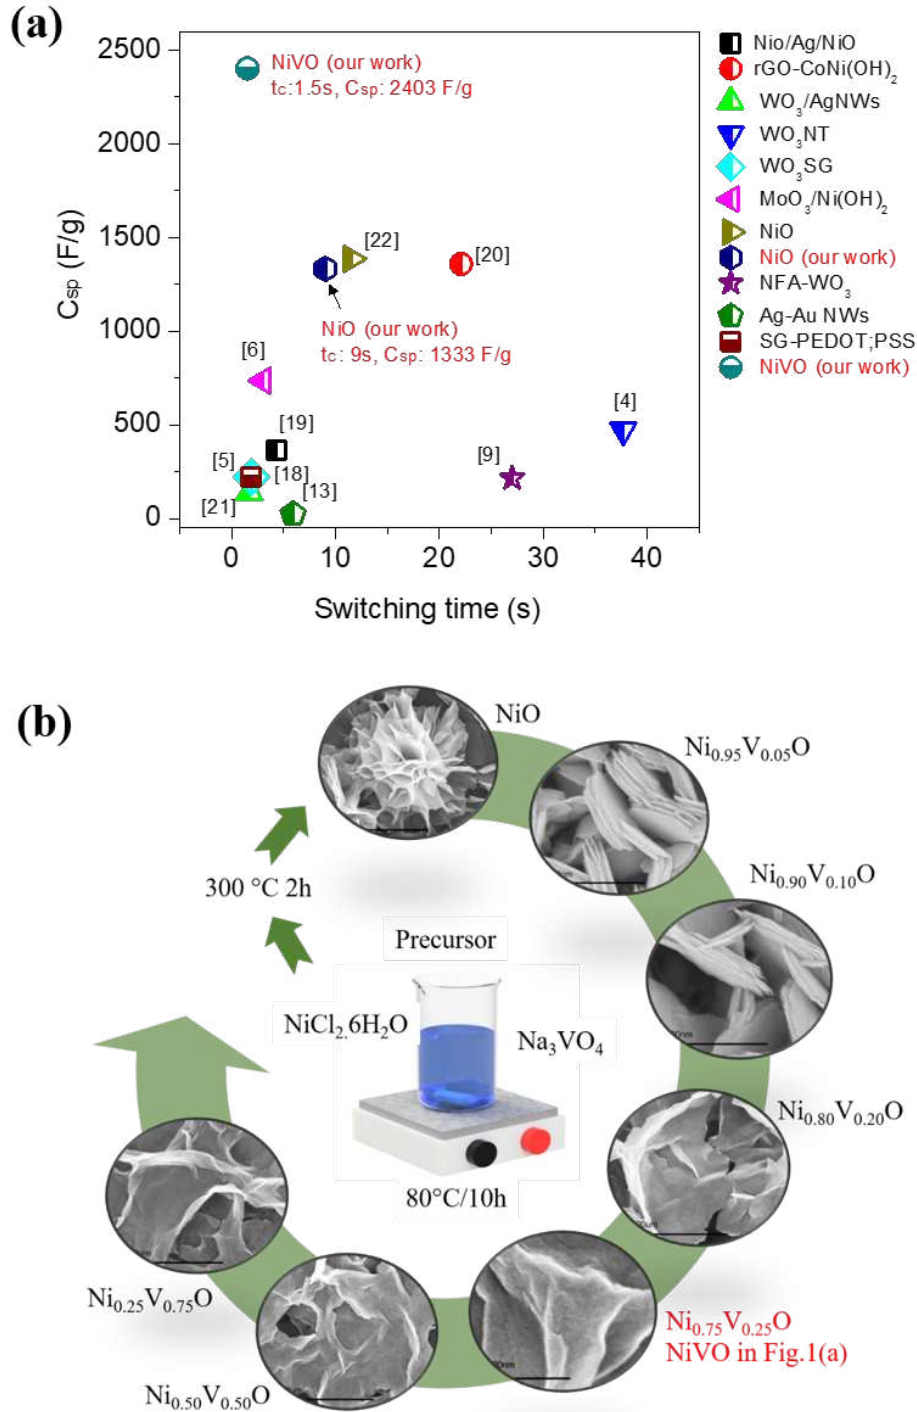 (a)
2500
2000
1500
1000
500
0
Csp (F/g)
0 10 20 30 40
Switching time (s)
NiVO (our work)
tc:1.5s, Csp: 2403 F/g
[22]
[20]
NiO (our work)
tc: 9s, Csp: 1333 F/g
[6]
[19]
[4]
[5]
[18]
[9]
[21]
[13]
Nio/Ag/NiO
rGO-CoNi(OH)2
WO3/AgNWs
WO3NT
WO3SG
MoO3/Ni(OH)2
NiO
NiO (our work)
NFA-WO3
Ag-Au NWs
SG-PEDOT;PSS
NiVO (our work)
(b)
NiO
Ni0.95V0.05O
Ni0.90V0.10O
300 °C 2h
Precursor
NiCl2.6H2O
Na3VO4
80°C/10h
Ni0.80V0.20O
Ni0.75V0.25O
NiVO in Fig.1(a)
Ni0.50V0.50O
Ni0.25V0.75O